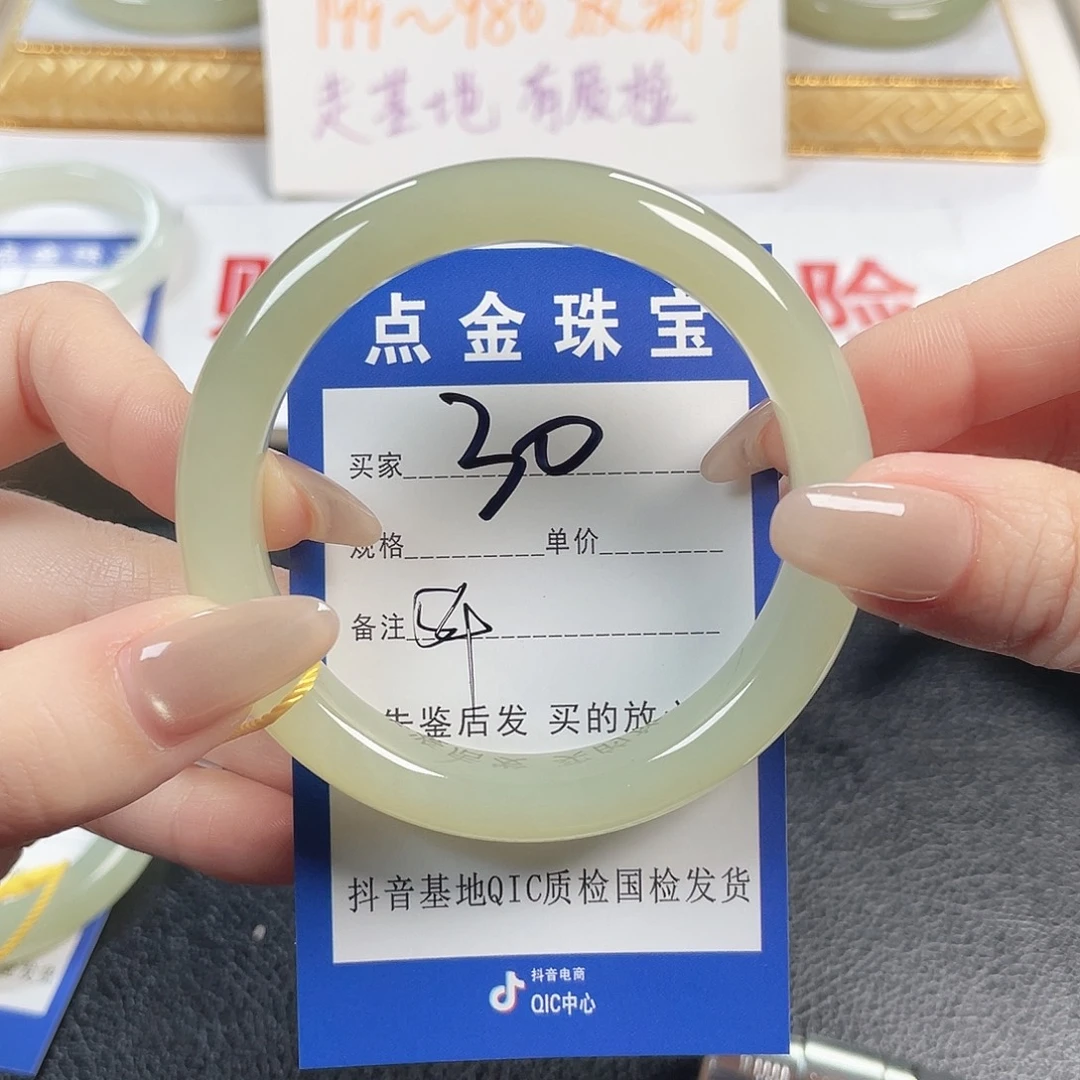 走基地 有质检
险
点金珠宝
买家 30
规格 单价
备注
先鉴后发 买的放心
抖音基地QIC质检国检发货
抖音电商
QIC中心